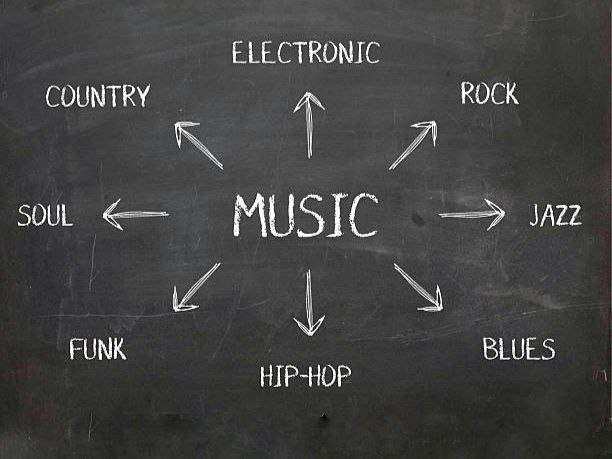 ELECTRONIC
COUNTRY
ROCK
SOUL
MUSIC
JAZZ
FUNK
BLUES
HIP-HOP